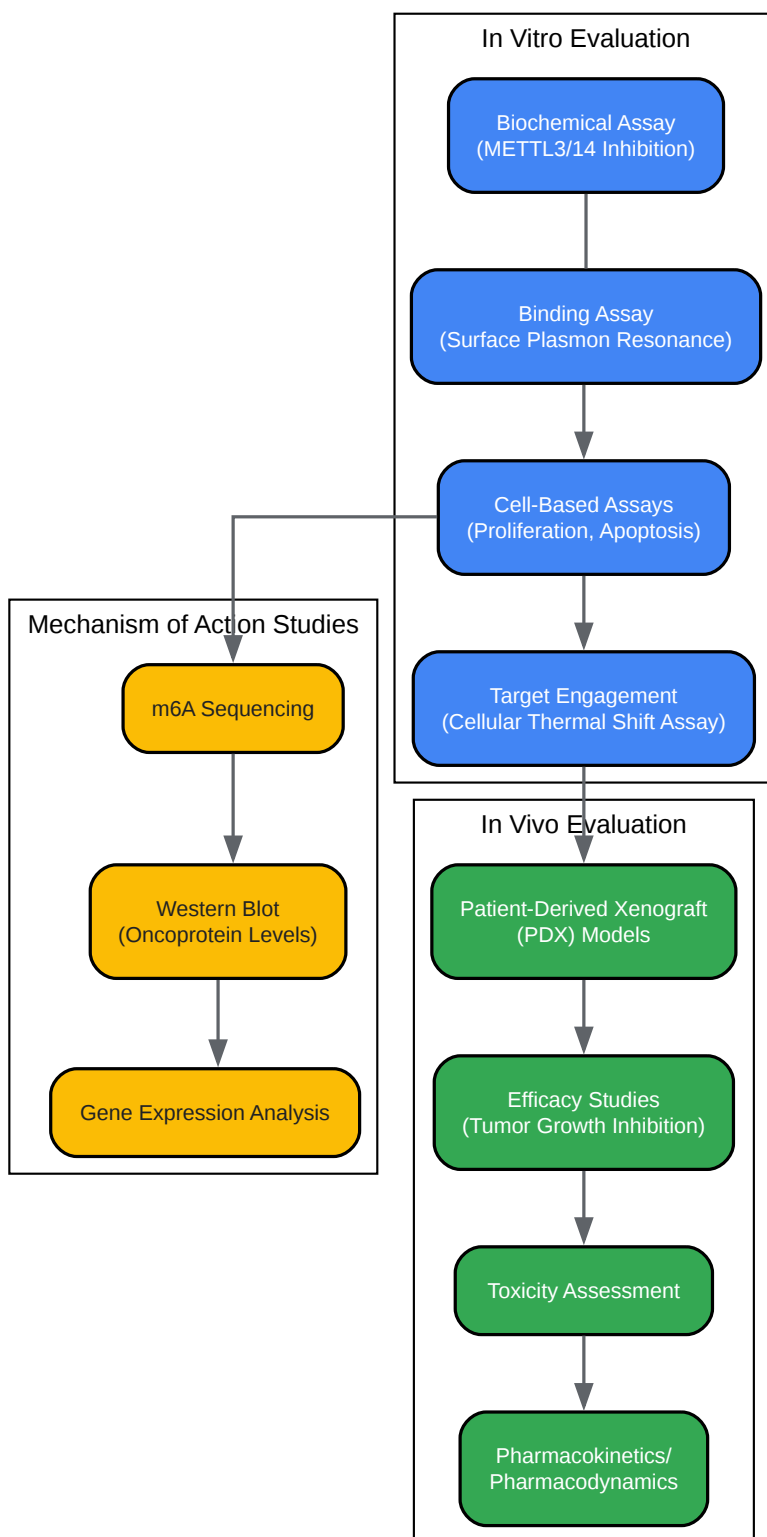 In Vitro Evaluation
Biochemical Assay
(METTL3/14 Inhibition)
Binding Assay
(Surface Plasmon Resonance)
Cell-Based Assays
(Proliferation, Apoptosis)
Target Engagement
(Cellular Thermal Shift Assay)
Mechanism of Action Studies
m6A Sequencing
Western Blot
(Oncoprotein Levels)
Gene Expression Analysis
In Vivo Evaluation
Patient-Derived Xenograft
(PDX) Models
Efficacy Studies
(Tumor Growth Inhibition)
Toxicity Assessment
Pharmacokinetics/
Pharmacodynamics